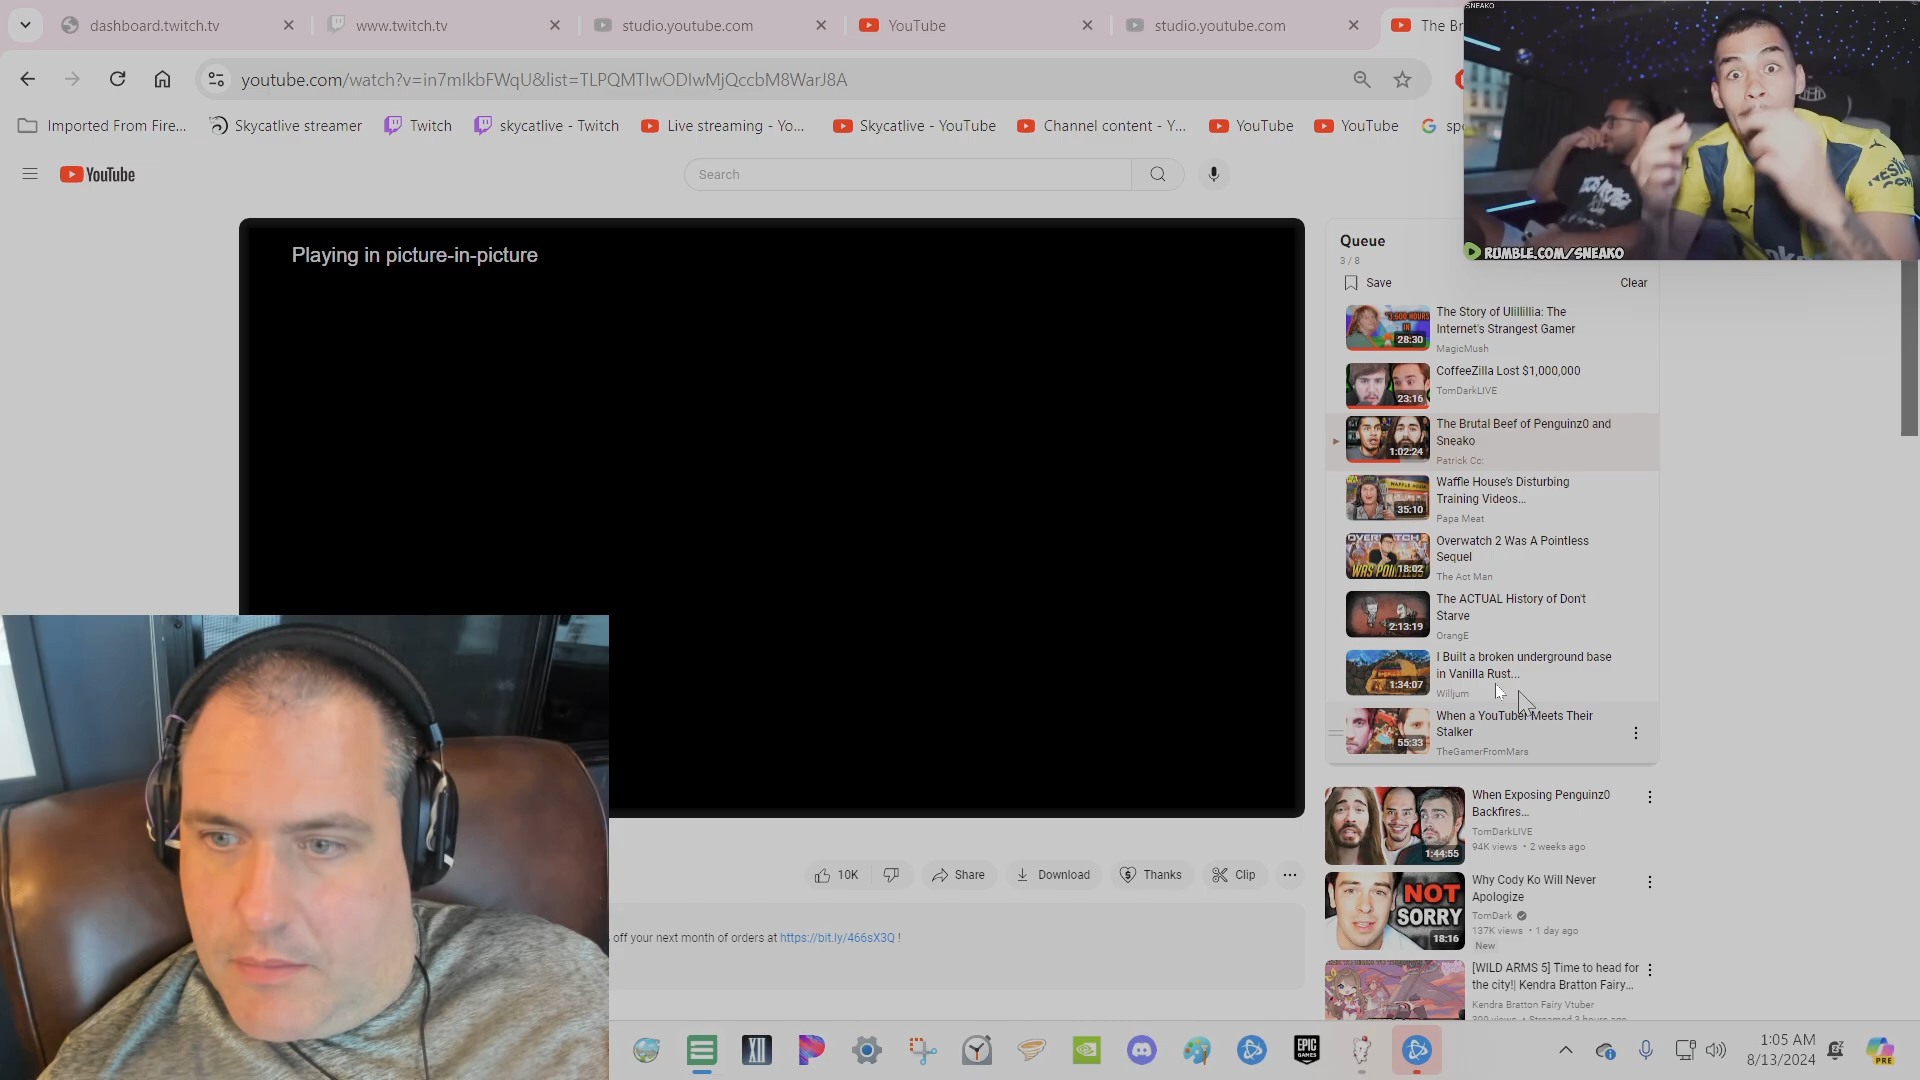 dashboard.twitch.tv
www.twitch.tv
studio.youtube.com
YouTube
studio.youtube.com
The Br
SNEAKO
youtube.com/watch?v=in7mIkbFWqU&list=TLPQMTIwODIwMjQccbM8WarJ8A
Imported From Fire...
Skycatlive streamer
Twitch
skycatlive - Twitch
Live streaming - Yo...
Skycatlive - YouTube
Channel content - Y...
YouTube
YouTube
YouTube
Search
RUMBLE.COM/SNEAKO
Playing in picture-in-picture
Queue
3 / 8
Save
Clear
28:30
The Story of Ulillillia: The
Internet's Strangest Gamer
MagicMush
23:16
CoffeeZilla Lost $1,000,000
TomDarkLIVE
1:02:24
The Brutal Beef of Penguinz0 and
Sneako
Patrick Cc:
35:10
Waffle House's Disturbing
Training Videos...
Papa Meat
18:02
Overwatch 2 Was A Pointless
Sequel
The Act Man
2:13:19
The ACTUAL History of Don't
Starve
OrangE
1:34:07
I Built a broken underground base
in Vanilla Rust...
Willjum
55:33
When a YouTuber Meets Their
Stalker
TheGamerFromMars
1:44:55
When Exposing Penguinz0
Backfires...
TomDarkLIVE
94K views • 2 weeks ago
NOT
SORRY
18:16
Why Cody Ko Will Never
Apologize
TomDark
137K views • 1 day ago
New
[WILD ARMS 5] Time to head for
the city!| Kendra Bratton Fairy...
Kendra Bratton Fairy Vtuber
10K
Share
Download
Thanks
Clip
off your next month of orders at https://bit.ly/466sX3Q !
XII
EPIC
GAMES
1:05 AM
8/13/2024
PRE